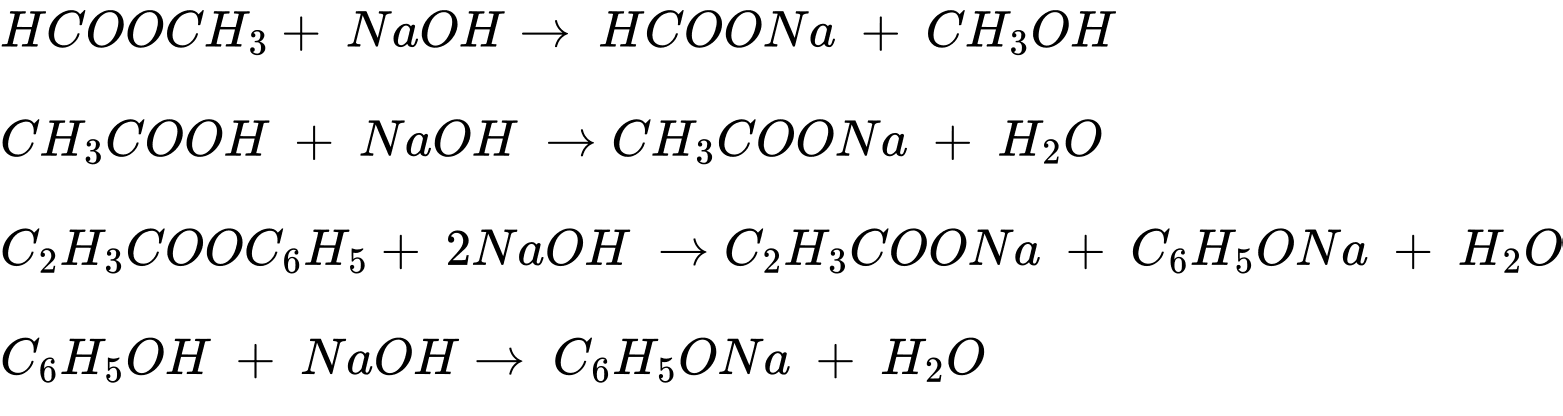 HCOOCH₃ + NaOH → HCOONa + CH₃OH
CH₃COOH + NaOH → CH₃COONa + H₂O
C₂H₃COOC₆H₅ + 2NaOH → C₂H₃COONa + C₆H₅ONa + H₂O
C₆H₅OH + NaOH → C₆H₅ONa + H₂O